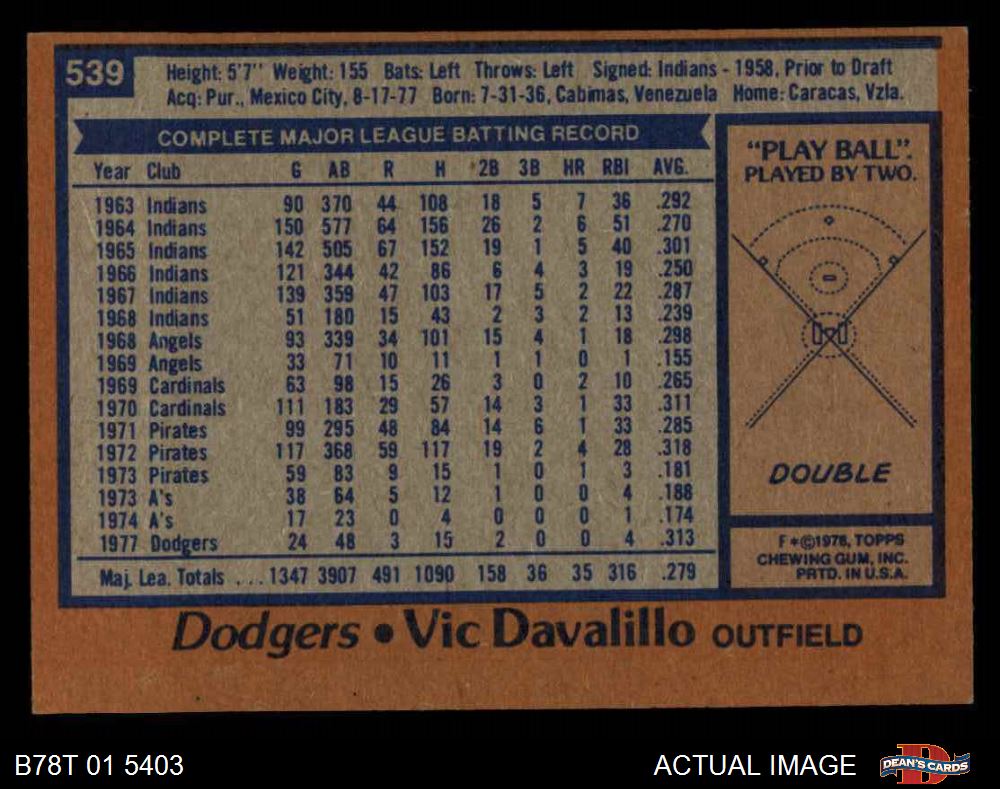 539
Height: 5'7" Weight: 155 Bats: Left Throws: Left Signed: Indians - 1958, Prior to Draft
Acq: Pur., Mexico City, 8-17-77 Born: 7-31-36, Cabimas, Venezuela Home: Caracas, Vzla.
COMPLETE MAJOR LEAGUE BATTING RECORD
Year Club G AB R H 2B 3B HR RBI AVG.
1963 Indians 90 370 44 108 18 5 7 36 .292
1964 Indians 150 577 64 156 26 2 6 51 .270
1965 Indians 142 505 67 152 19 1 5 40 .301
1966 Indians 121 344 42 86 6 4 3 19 .250
1967 Indians 139 359 47 103 17 5 2 22 .287
1968 Indians 51 180 15 43 2 3 2 13 .239
1968 Angels 93 339 34 101 15 4 1 18 .298
1969 Angels 33 71 10 11 1 1 0 1 .155
1969 Cardinals 63 98 15 26 3 0 2 10 .265
1970 Cardinals 111 183 29 57 14 3 1 33 .311
1971 Pirates 99 295 48 84 14 6 1 33 .285
1972 Pirates 117 368 59 117 19 2 4 28 .318
1973 Pirates 59 83 9 15 1 0 1 3 .181
1973 A's 38 64 5 12 1 0 0 4 .188
1974 A's 17 23 0 4 0 0 0 1 .174
1977 Dodgers 24 48 3 15 2 0 0 4 .313
Maj. Lea. Totals ... 1347 3907 491 1090 158 36 35 316 .279
"PLAY BALL".
PLAYED BY TWO.
DOUBLE
F*©1978, TOPPS
CHEWING GUM, INC.
PRTD. IN U.S.A.
Dodgers • Vic Davalillo OUTFIELD
B78T 01 5403
ACTUAL IMAGE
DEAN'S CARDS